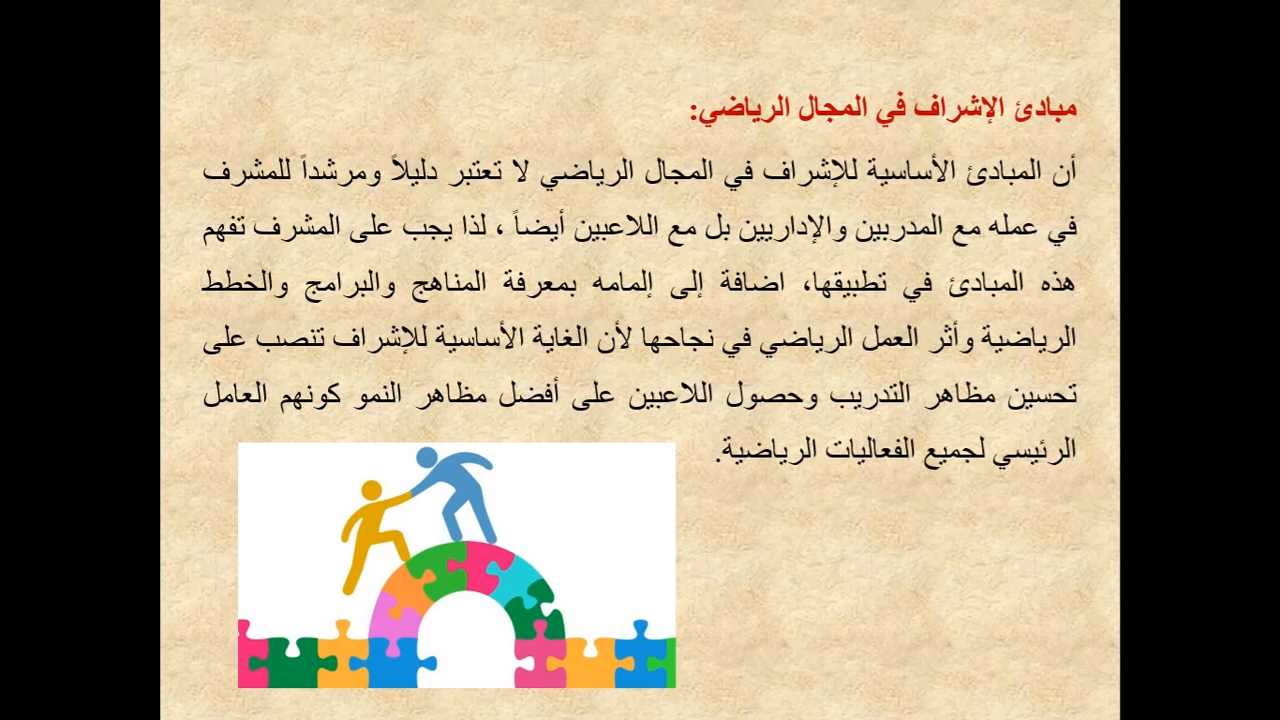 مبادئ الإشراف في المجال الرياضي:
أن المبادئ الأساسية للإشراف في المجال الرياضي لا تعتبر دليلاً ومرشداً للمشرف
في عمله مع المدربين والإداريين بل مع اللاعبين أيضاً ، لذا يجب على المشرف تفهم
هذه المبادئ في تطبيقها، اضافة إلى إلمامه بمعرفة المناهج والبرامج والخطط
الرياضية وأثر العمل الرياضي في نجاحها لأن الغاية الأساسية للإشراف تنصب على
تحسين مظاهر التدريب وحصول اللاعبين على أفضل مظاهر النمو كونهم العامل
الرئيسي لجميع الفعاليات الرياضية.